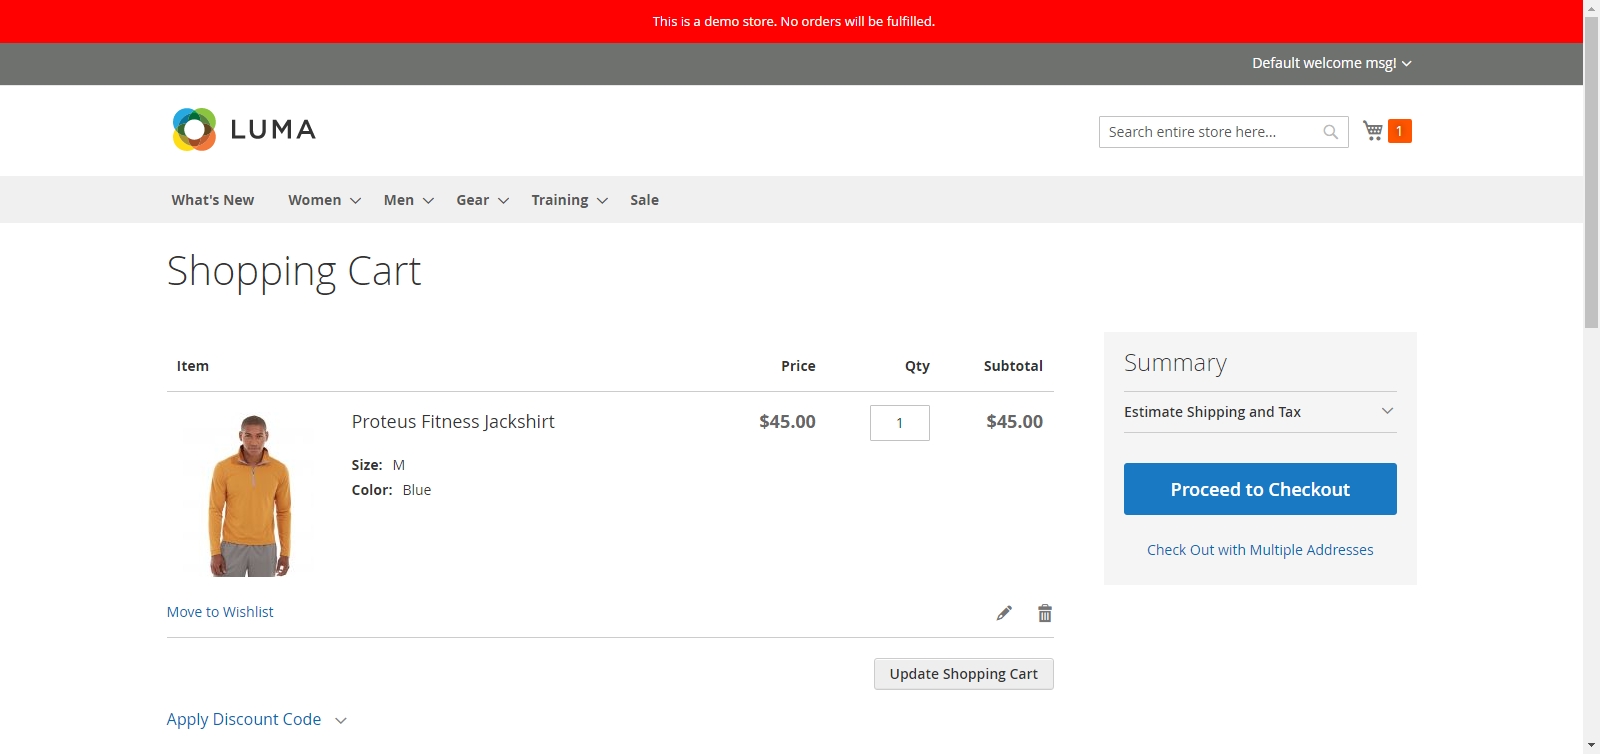 This is a demo store. No orders will be fulfilled.
Default welcome msg!
LUMA
Search entire store here...
1
What's New Women Men Gear Training Sale
Shopping Cart
Item Price Qty Subtotal
Proteus Fitness Jackshirt $45.00 1 $45.00
Size: M
Color: Blue
Move to Wishlist
Update Shopping Cart
Apply Discount Code
Summary
Estimate Shipping and Tax
Proceed to Checkout
Check Out with Multiple Addresses